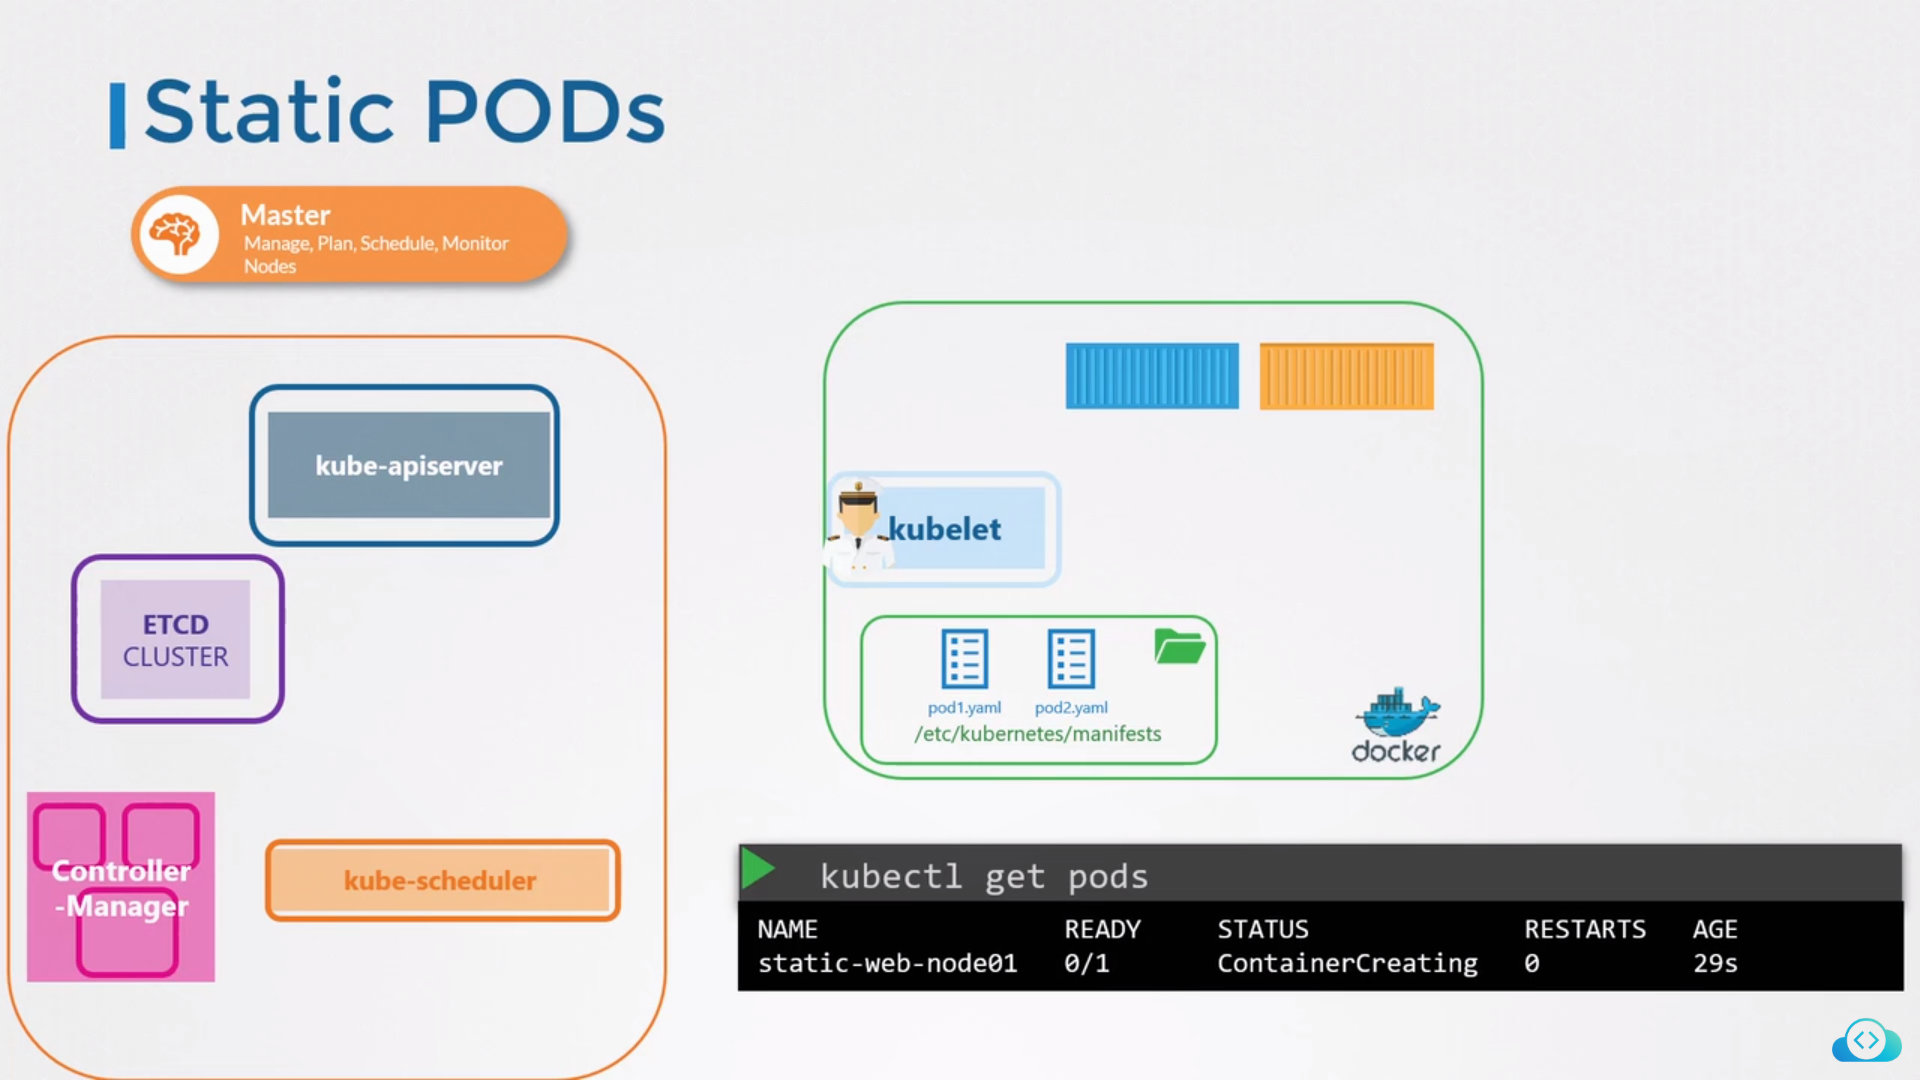 Static PODs
Master
Manage, Plan, Schedule, Monitor
Nodes
kube-apiserver
ETCD
CLUSTER
Controller
-Manager
kube-scheduler
kubelet
pod1.yaml pod2.yaml
/etc/kubernetes/manifests
docker
kubectl get pods
NAME READY STATUS RESTARTS AGE
static-web-node01 0/1 ContainerCreating 0 29s